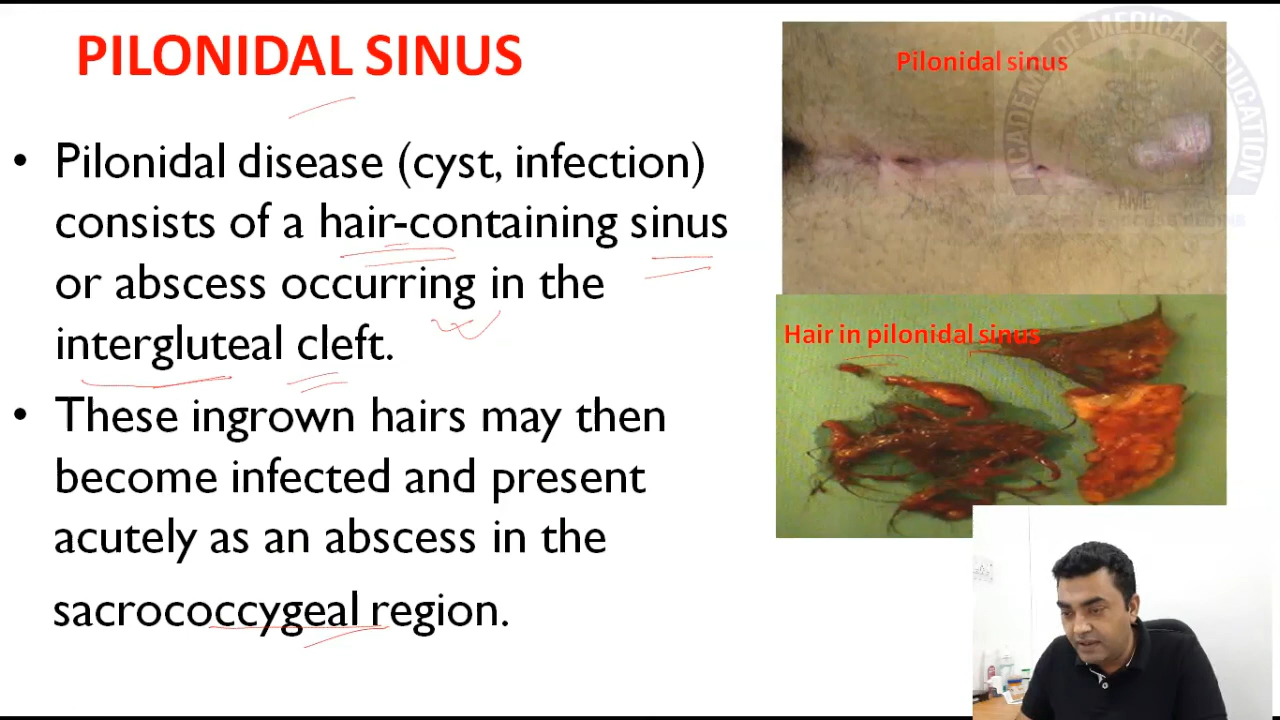 PILONIDAL SINUS
• Pilonidal disease (cyst, infection)
consists of a hair-containing sinus
or abscess occurring in the
intergluteal cleft.
• These ingrown hairs may then
become infected and present
acutely as an abscess in the
sacrococcygeal region.
Pilonidal sinus
ACADEMY OF MEDICAL EDUCATION
AME
Hair in pilonidal sinus